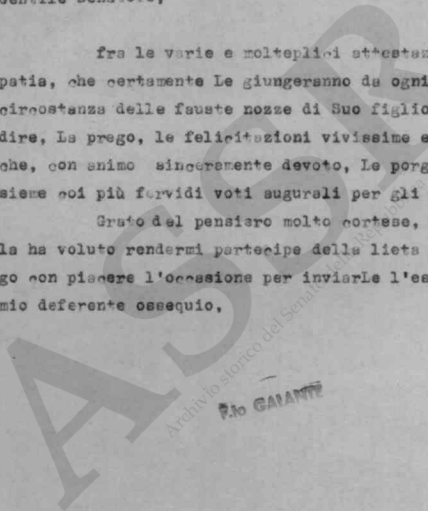 fra le varie e molteplici attestaz
patia, che certamente Le giungeranno da ogni
circostanza delle fauste nozze di Suo figlio
dire, La prego, le felicitazioni vivissime e
che, con animo sinceramente devoto, Le porg
sieme coi più fervidi voti augurali per gli
Grato del pensiero molto cortese,
la ha voluto rendermi partecipe della lieta
go con piacere l'occasione per inviarLe l'es
mio deferente ossequio,
F.to GALANTE
ASSR
Archivio storico del Senato della Repubblica